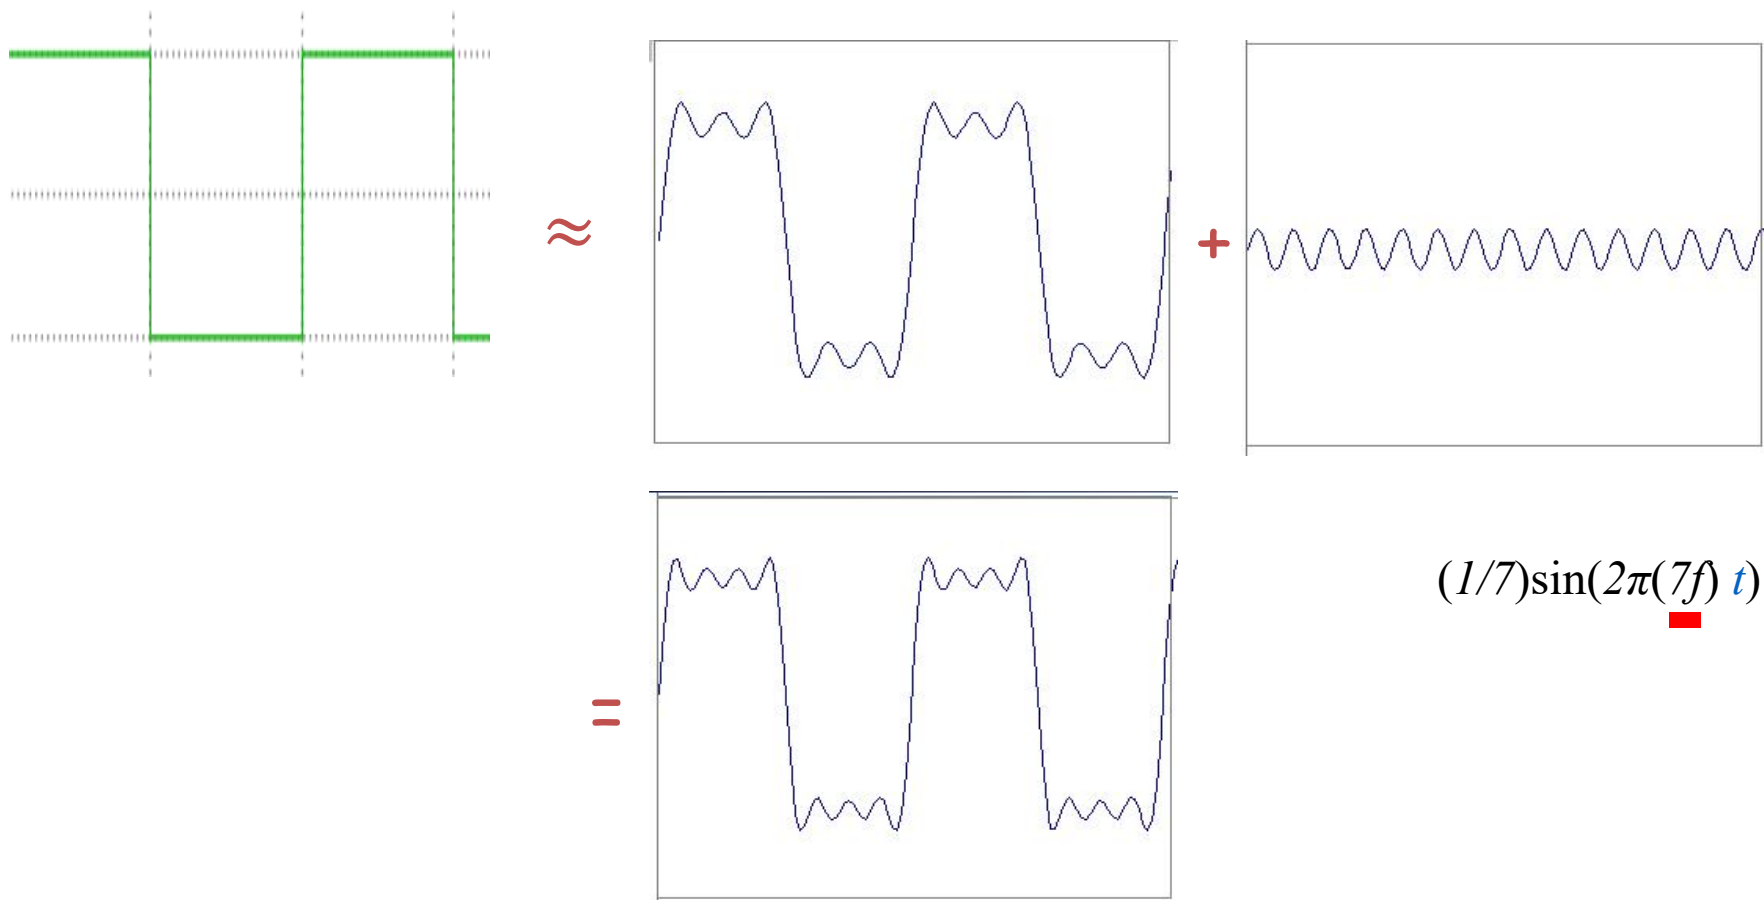 ≈
+
=
(1/7)sin(2π(7f) t)